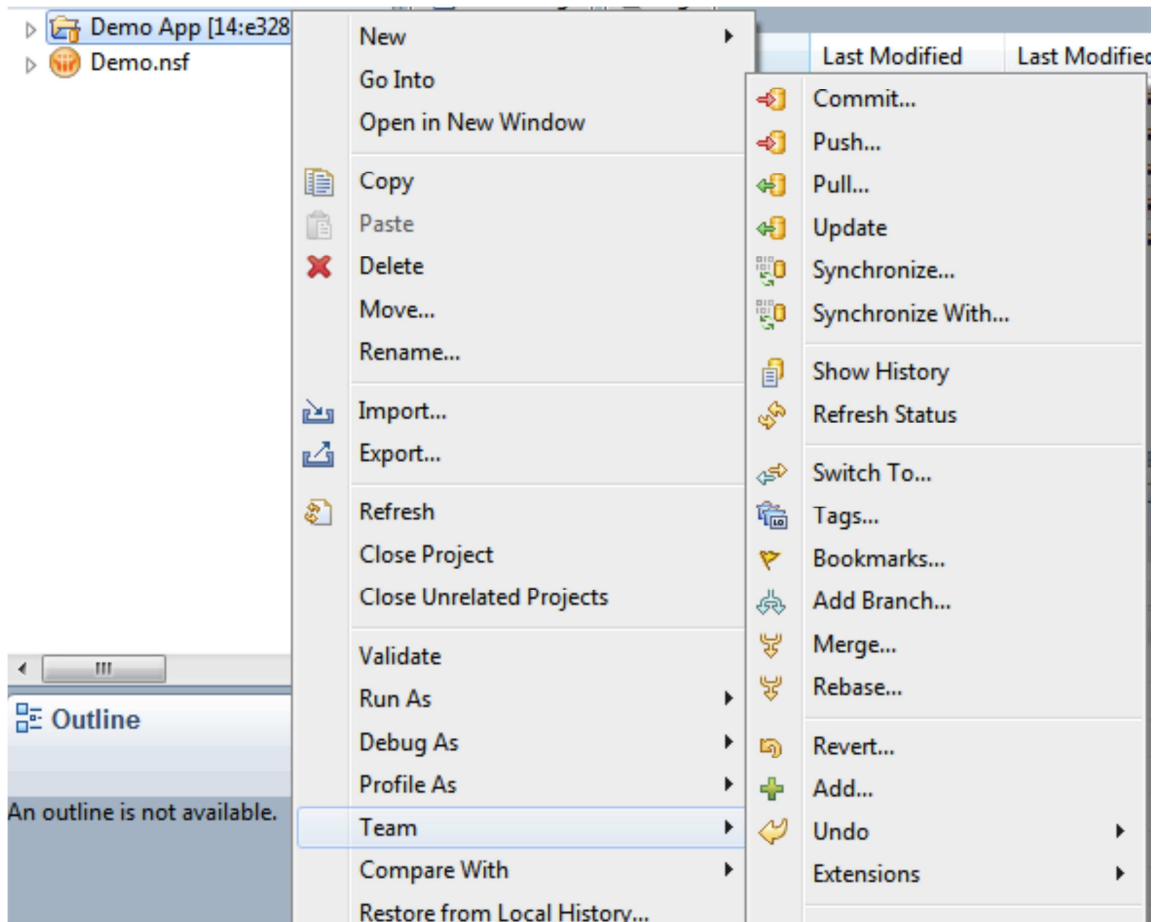 Demo App [14:e328
Demo.nsf
New
Go Into
Open in New Window
Copy
Paste
Delete
Move...
Rename...
Import...
Export...
Refresh
Close Project
Close Unrelated Projects
Validate
Run As
Debug As
Profile As
Team
Compare With
Restore from Local History...
Last Modified Last Modified
Commit...
Push...
Pull...
Update
Synchronize...
Synchronize With...
Show History
Refresh Status
Switch To...
Tags...
Bookmarks...
Add Branch...
Merge...
Rebase...
Revert...
Add...
Undo
Extensions
Outline
An outline is not available.